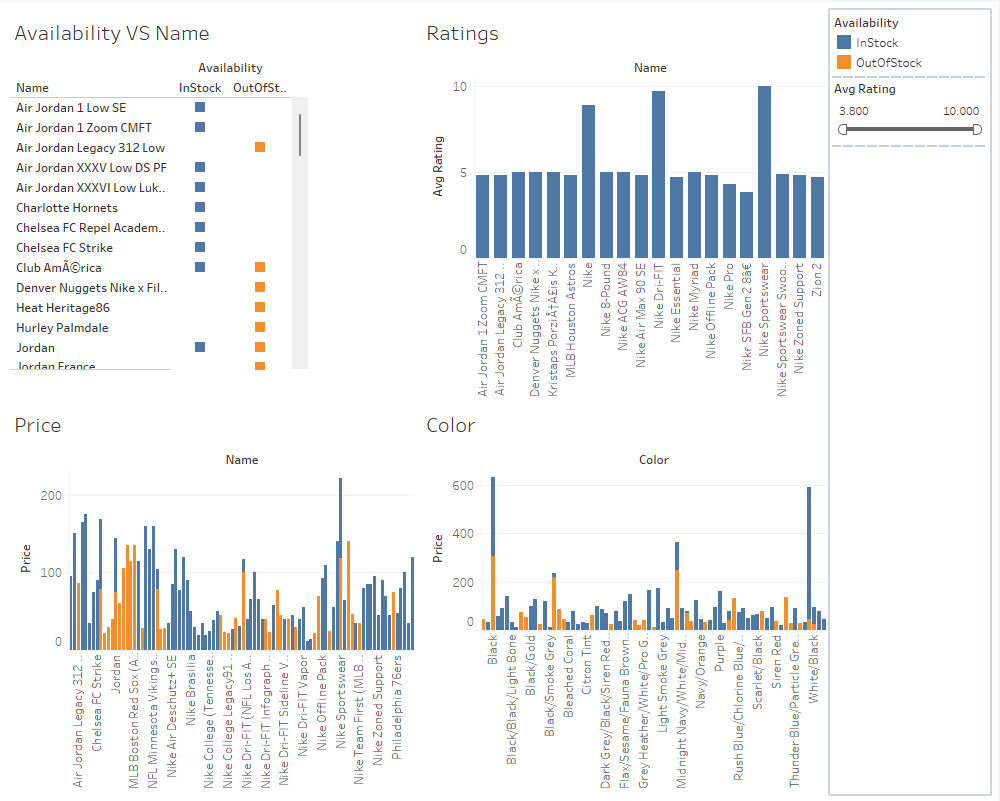 Availability VS Name
Availability
Name InStock OutOfSt..
Air Jordan 1 Low SE
Air Jordan 1 Zoom CMFT
Air Jordan Legacy 312 Low
Air Jordan XXXV Low DS PF
Air Jordan XXXVI Low Luk..
Charlotte Hornets
Chelsea FC Repel Academ..
Chelsea FC Strike
Club AmÃ©rica
Denver Nuggets Nike x Fil..
Heat Heritage86
Hurley Palmdale
Jordan
Jordan France
Ratings
Name
Avg Rating
10
5
0
Air Jordan 1 Zoom CMFT
Air Jordan Legacy 312 ..
Club AmÃ©rica
Denver Nuggets Nike x ..
Kristaps PorziÅ†Ä£is K..
MLB Houston Astros
Nike
Nike 8-Pound
Nike ACG AW84
Nike Air Max 90 SE
Nike Dri-FIT
Nike Essential
Nike Myriad
Nike Offline Pack
Nike Pro
Nike SFB Gen 2 8â€
Nike Sportswear
Nike Sportswear Swoo..
Nike Zoned Support
Zion 2
Availability
InStock
OutOfStock
Avg Rating
3.800 10.000
Price
Name
Price
200
100
0
Air Jordan Legacy 312 ..
Chelsea FC Strike
Jordan
MLB Boston Red Sox (A..
NFL Minnesota Vikings..
Nike Air Deschutz+ SE
Nike Brasilia
Nike College (Tennesse..
Nike College Legacy91 ..
Nike Dri-FIT (NFL Los A..
Nike Dri-FIT Infograph ..
Nike Dri-FIT Sideline V..
Nike Dri-FIT Vapor
Nike Offline Pack
Nike Sportswear
Nike Team First (MLB ..
Nike Zoned Support
Philadelphia 76ers
Color
Color
Price
600
400
200
0
Black
Black/Black/Light Bone
Black/Gold
Black/Smoke Grey
Bleached Coral
Citron Tint
Dark Grey/Black/Siren Red..
Flax/Sesame/Fauna Brown..
Grey Heather/White/Pro G..
Light Smoke Grey
Midnight Navy/White/Mid..
Navy/Orange
Purple
Rush Blue/Chlorine Blue/..
Scarlet/Black
Siren Red
Thunder Blue/Particle Gre..
White/Black